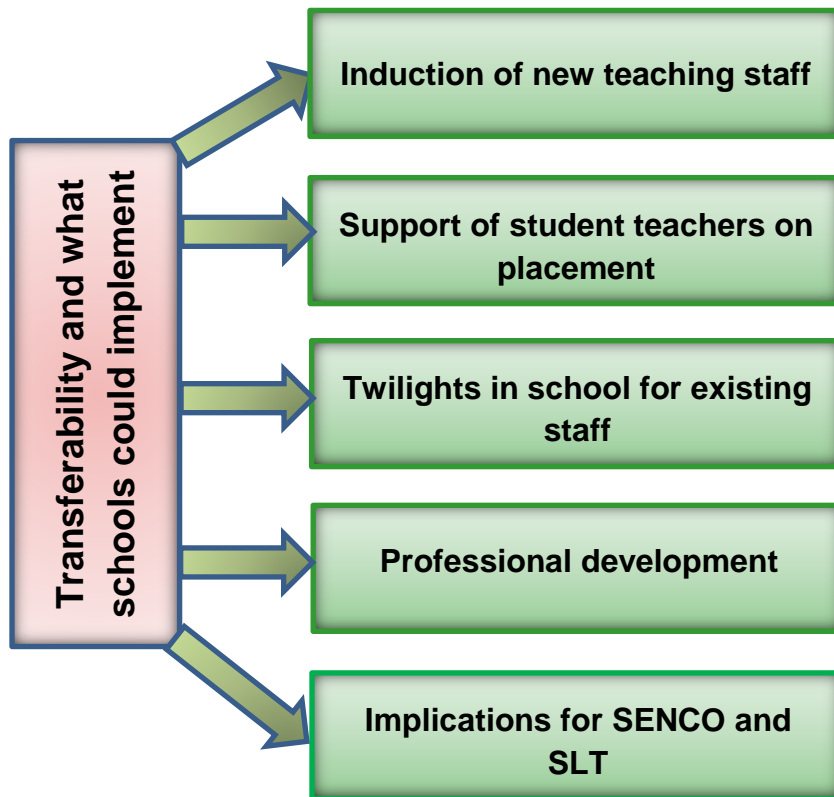 Transferability and what
schools could implement
Induction of new teaching staff
Support of student teachers on
placement
Twilights in school for existing
staff
Professional development
Implications for SENCO and
SLT